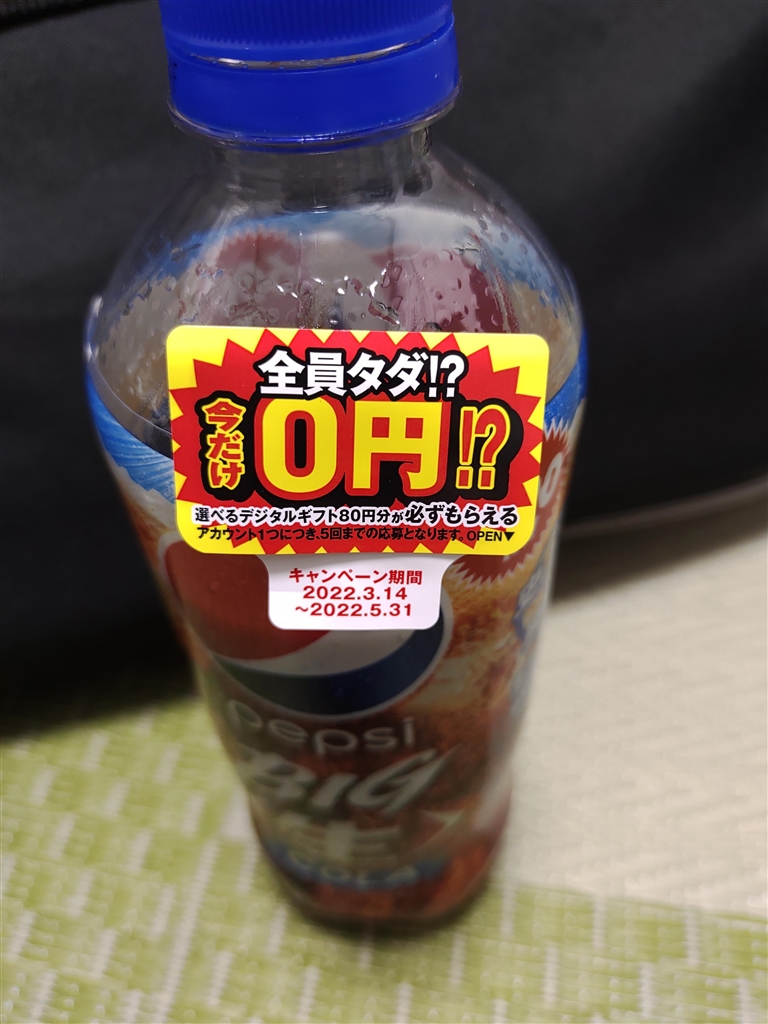 全員タダ!?
今だけ
0円!?
選べるデジタルギフト80円分が必ずもらえる
アカウント1つにつき、5回までの応募となります。OPEN▼
キャンペーン期間
2022.3.14
～2022.5.31
pepsi
BIG
生
COLA